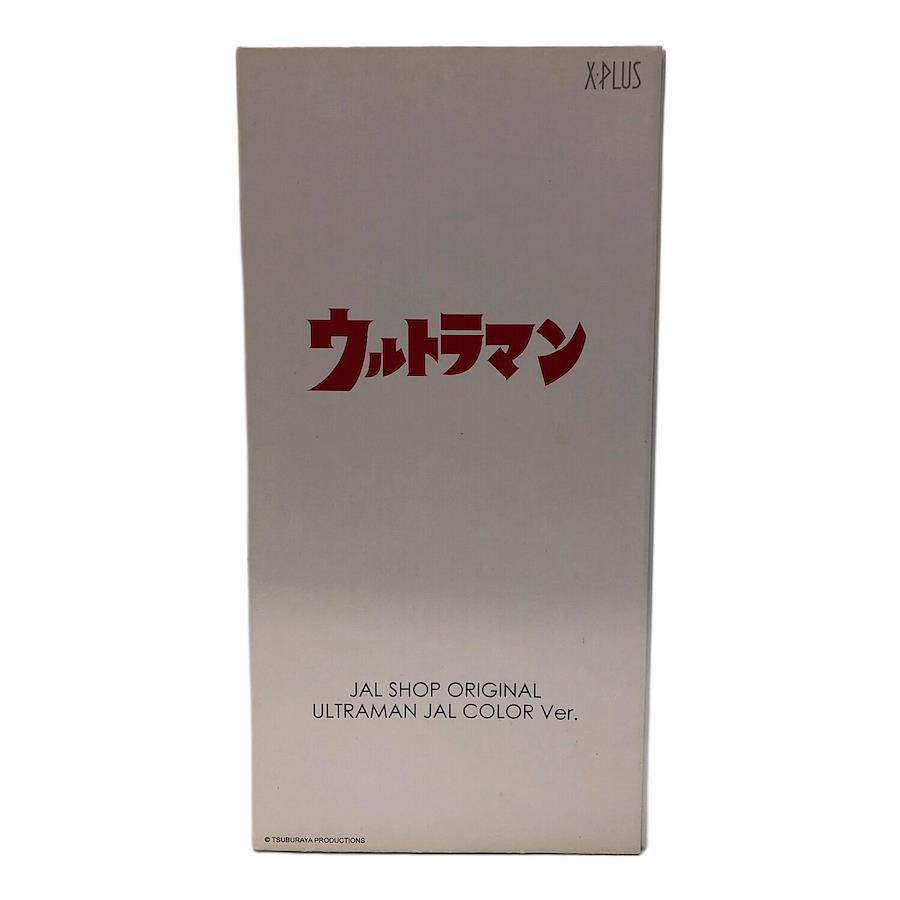 X·PLUS
ウルトラマン
JAL SHOP ORIGINAL
ULTRAMAN JAL COLOR Ver.
© TSUBURAYA PRODUCTIONS